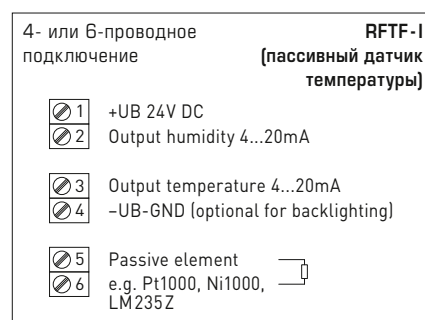 4- или 6-проводное RFTF-I
подключение (пассивный датчик
температуры)
1 +UB 24V DC
2 Output humidity 4...20mA
3 Output temperature 4...20mA
4 –UB-GND (optional for backlighting)
5 Passive element
6 e.g. Pt1000, Ni1000,
LM235Z